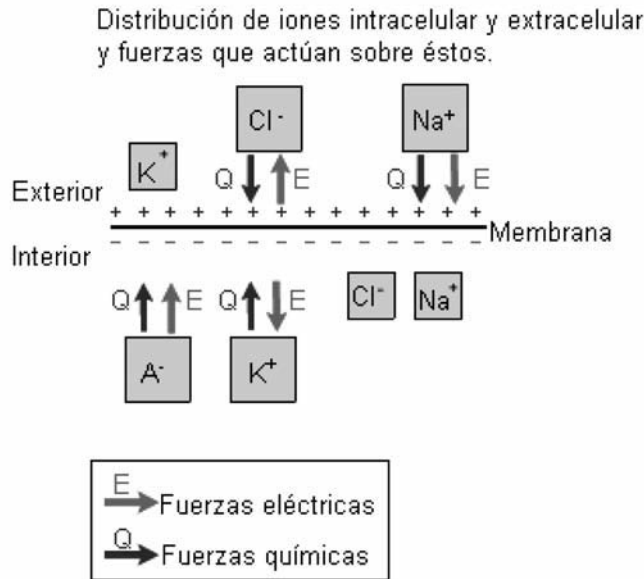 Distribución de iones intracelular y extracelular
y fuerzas que actúan sobre éstos.
Cl-
Na+
K+
Q
E
Q
E
Exterior
+ + + + + + + + + + + + +
Membrana
- - - - - - - - - - - - -
Interior
Cl-
Na+
Q
E
Q
E
A-
K+
E
Fuerzas eléctricas
Q
Fuerzas químicas